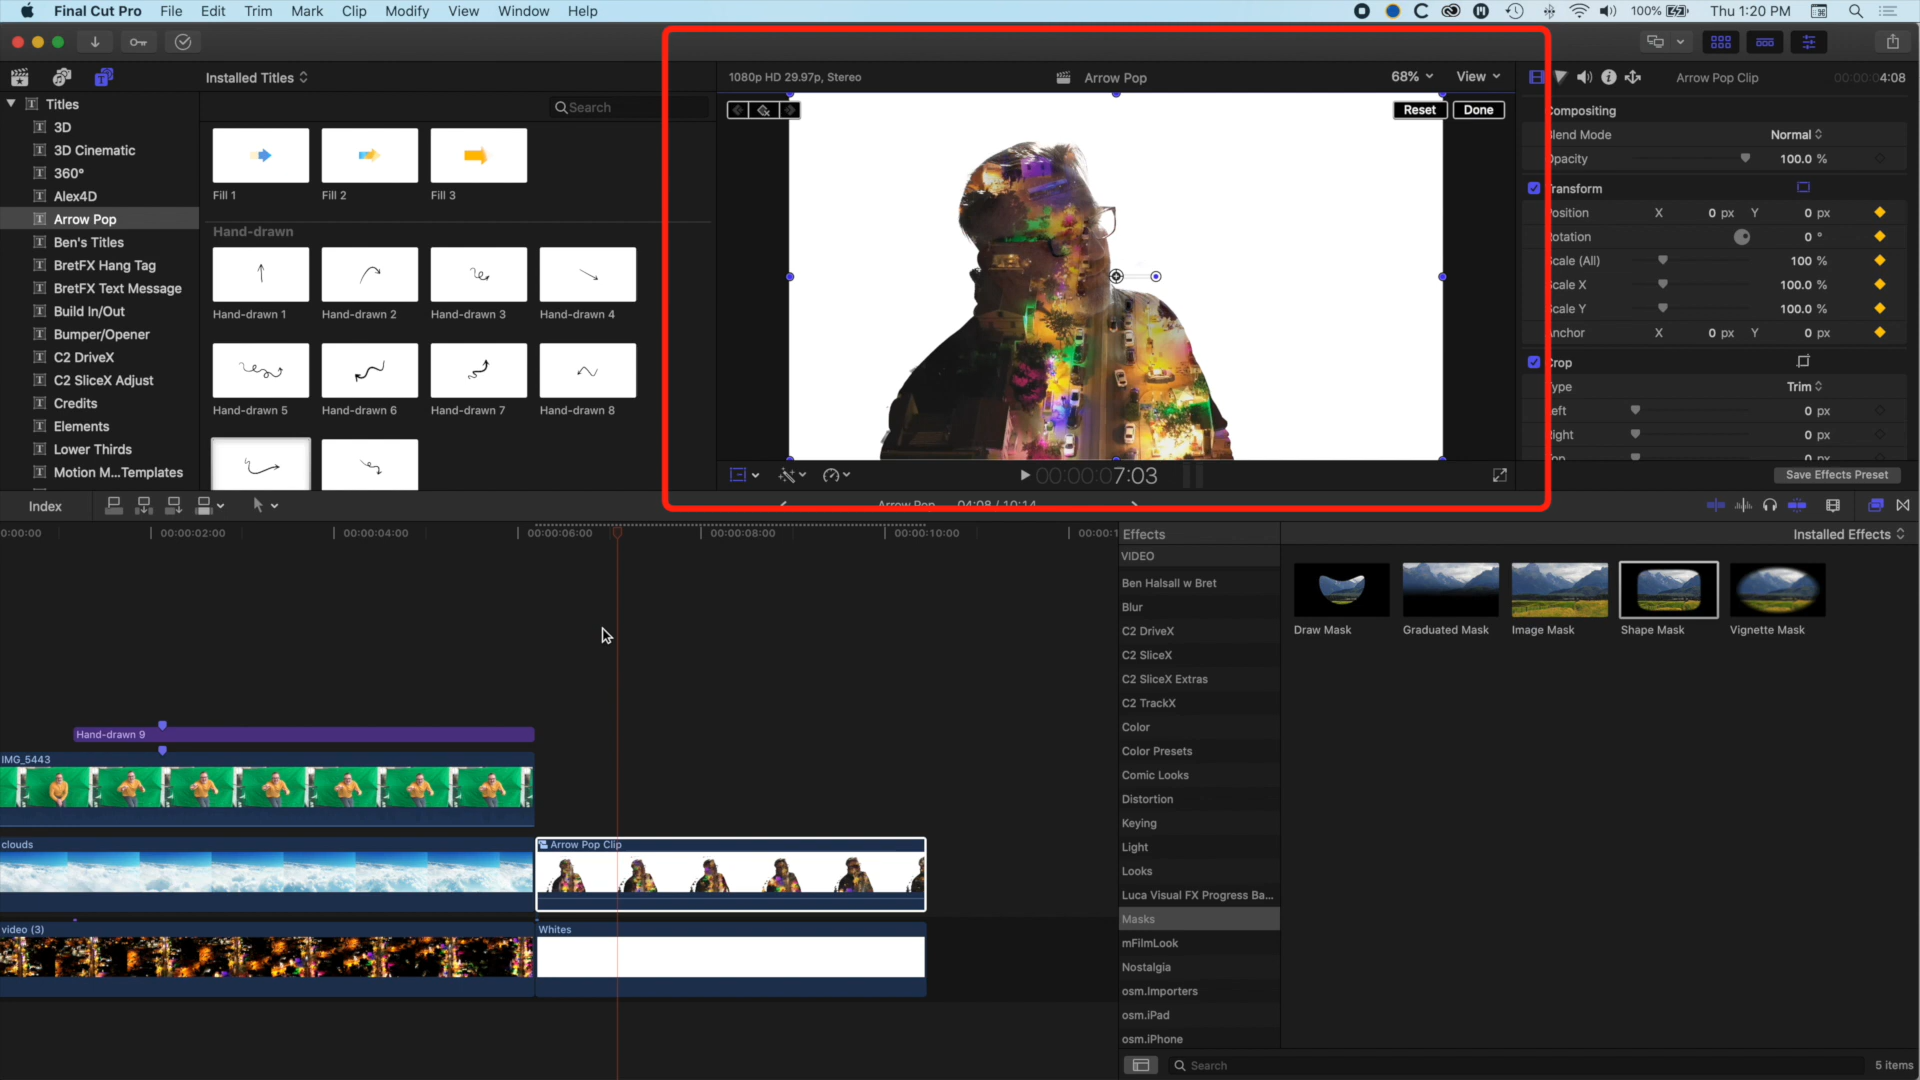 Final Cut Pro File Edit Trim Mark Clip Modify View Window Help 100% Thu 1:20 PM
Installed Titles
1080p HD 29.97p, Stereo Arrow Pop 68% View
Arrow Pop Clip 00:00:04:08
Titles
3D
3D Cinematic
360°
Alex4D
Arrow Pop
Ben's Titles
BretFX Hang Tag
BretFX Text Message
Build In/Out
Bumper/Opener
C2 DriveX
C2 SliceX Adjust
Credits
Elements
Lower Thirds
Motion M...Templates
Search
Fill 1 Fill 2 Fill 3
Hand-drawn
Hand-drawn 1 Hand-drawn 2 Hand-drawn 3 Hand-drawn 4
Hand-drawn 5 Hand-drawn 6 Hand-drawn 7 Hand-drawn 8
Reset Done
00:00:07:03
Compositing
Blend Mode Normal
Opacity 100.0 %
Transform
Position X 0 px Y 0 px
Rotation 0 °
Scale (All) 100 %
Scale X 100.0 %
Scale Y 100.0 %
Anchor X 0 px Y 0 px
Crop
Type Trim
Left 0 px
Right 0 px
Top 0 px
Save Effects Preset
Index
Arrow Pop 04:08 / 10:14
0:00:00 00:00:02:00 00:00:04:00 00:00:06:00 00:00:08:00 00:00:10:00 00:00:1
Hand-drawn 9
IMG_5443
clouds
Arrow Pop Clip
video (3)
Whites
Effects Installed Effects
VIDEO
Ben Halsall w Bret
Blur
C2 DriveX
C2 SliceX
C2 SliceX Extras
C2 TrackX
Color
Color Presets
Comic Looks
Distortion
Keying
Light
Looks
Luca Visual FX Progress Ba...
Masks
mFilmLook
Nostalgia
osm.Importers
osm.iPad
osm.iPhone
Draw Mask Graduated Mask Image Mask Shape Mask Vignette Mask
Search 5 items